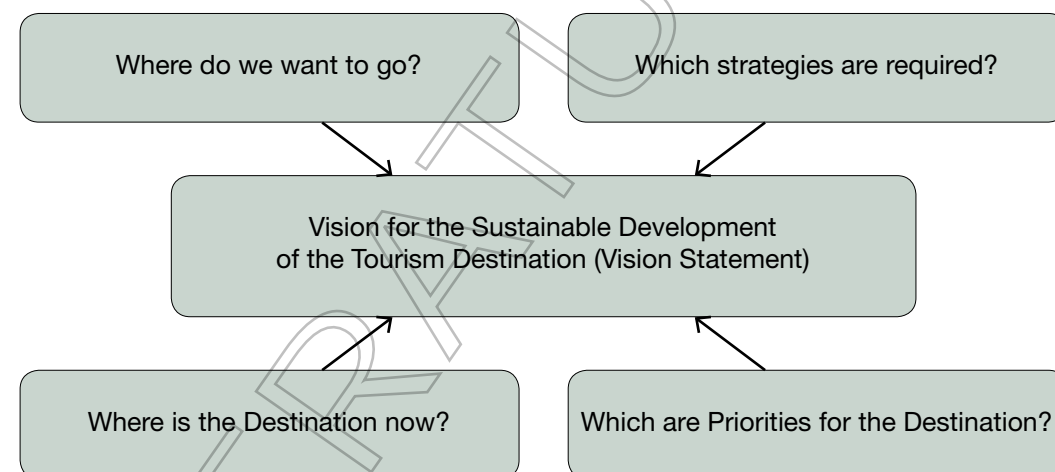 Where do we want to go?
Which strategies are required?
Vision for the Sustainable Development
of the Tourism Destination (Vision Statement)
Where is the Destination now?
Which are Priorities for the Destination?